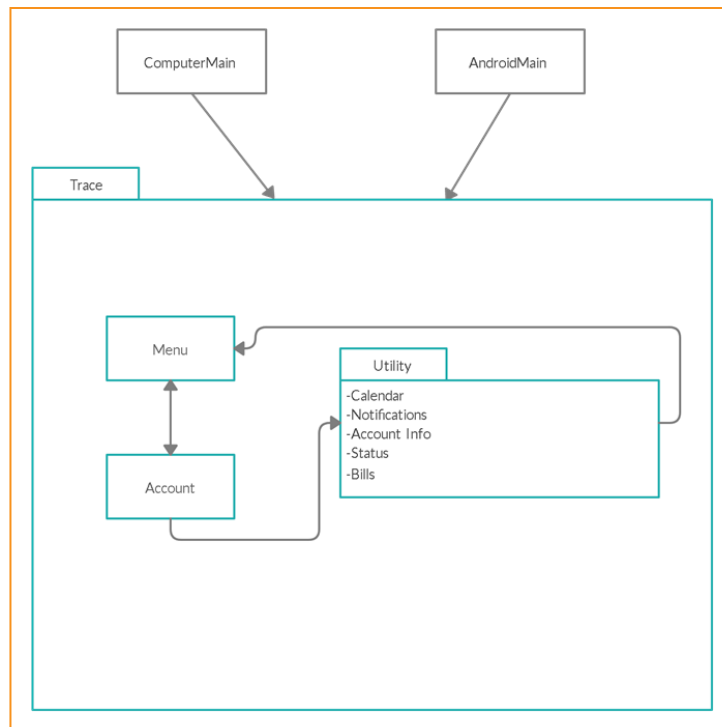 ComputerMain
AndroidMain
Trace
Menu
Utility
-Calendar
-Notifications
-Account Info
-Status
-Bills
Account